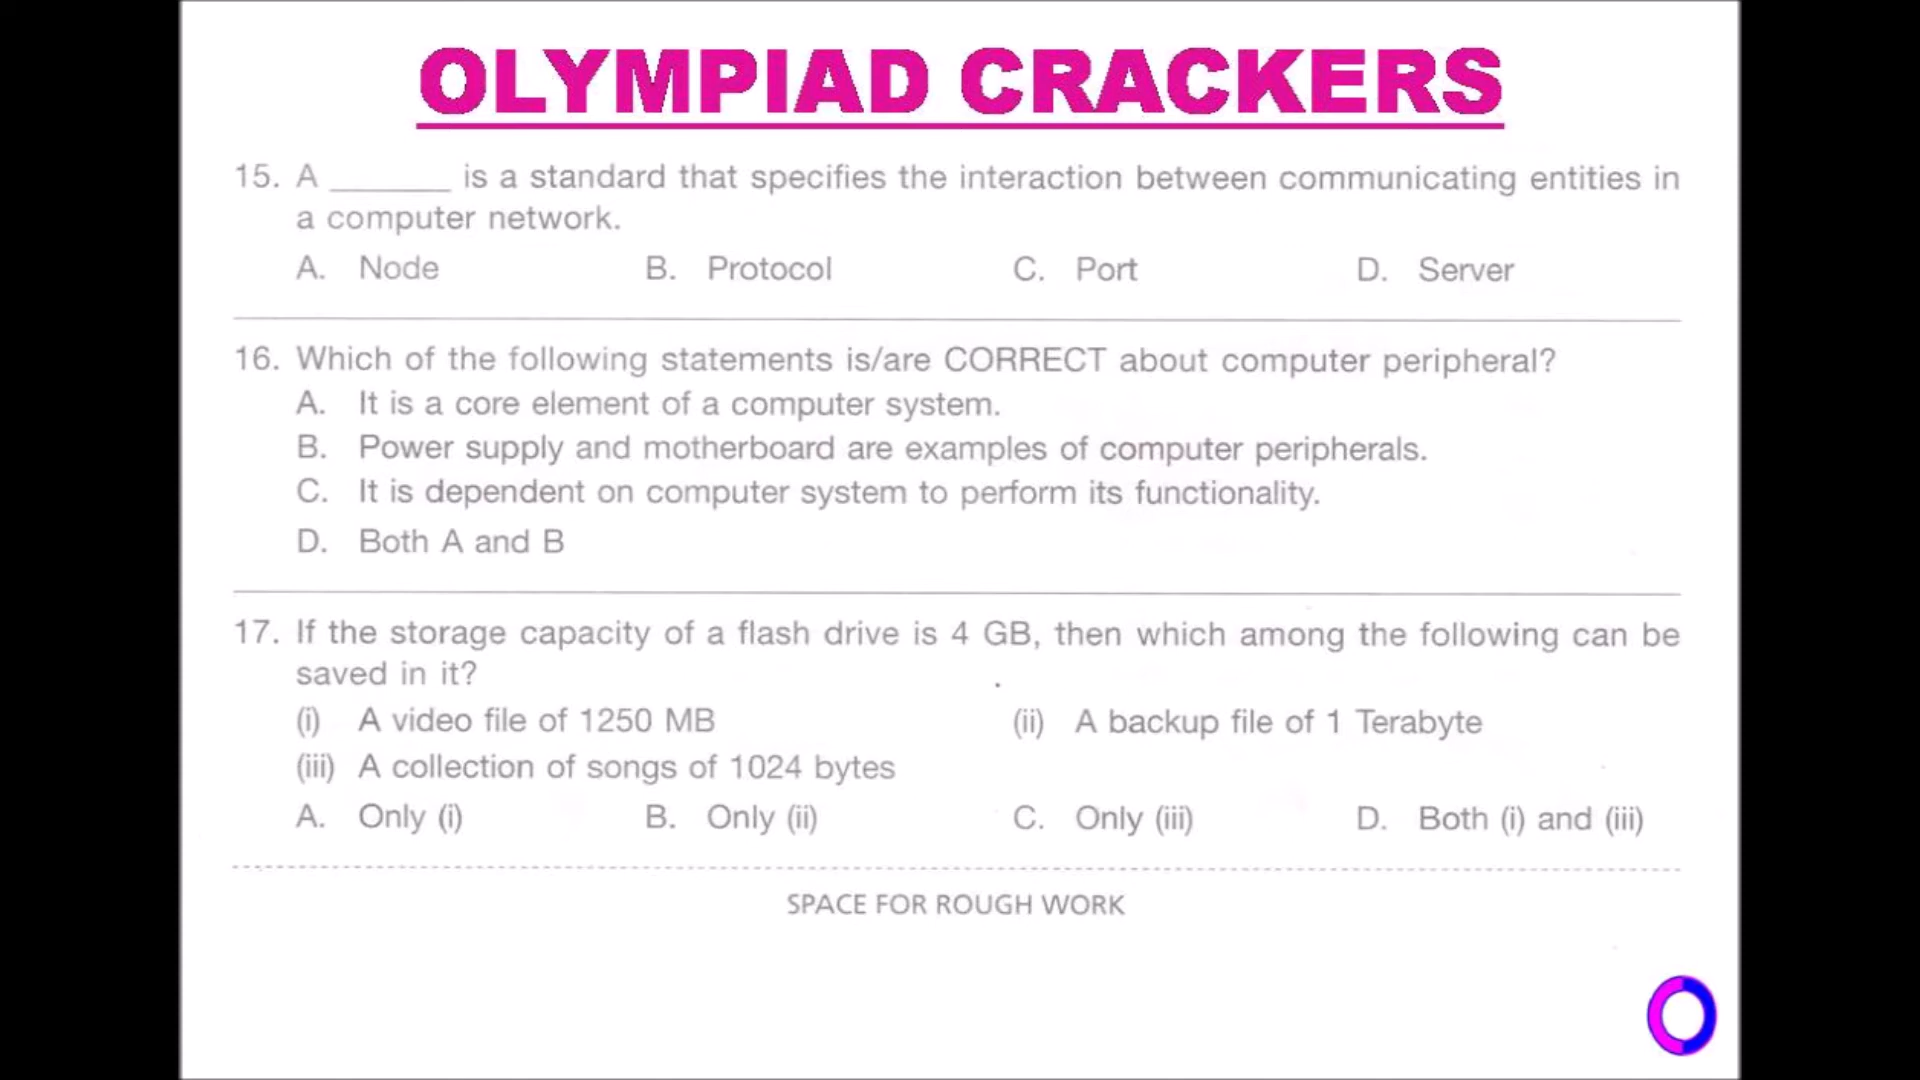 OLYMPIAD CRACKERS
15. A _______ is a standard that specifies the interaction between communicating entities in
a computer network.
A. Node B. Protocol C. Port D. Server
16. Which of the following statements is/are CORRECT about computer peripheral?
A. It is a core element of a computer system.
B. Power supply and motherboard are examples of computer peripherals.
C. It is dependent on computer system to perform its functionality.
D. Both A and B
17. If the storage capacity of a flash drive is 4 GB, then which among the following can be
saved in it?
(i) A video file of 1250 MB (ii) A backup file of 1 Terabyte
(iii) A collection of songs of 1024 bytes
A. Only (i) B. Only (ii) C. Only (iii) D. Both (i) and (iii)
SPACE FOR ROUGH WORK